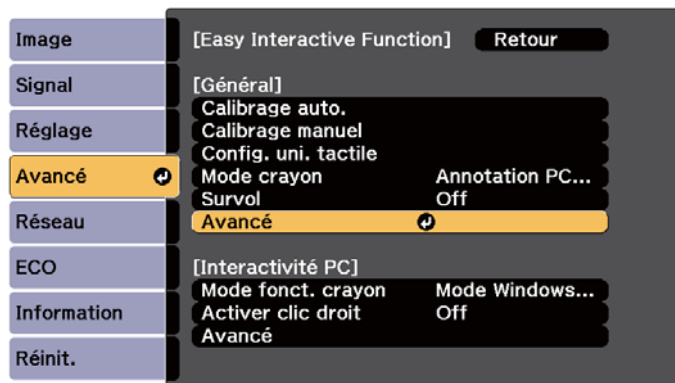 Image
Signal
Réglage
Avancé
Réseau
ECO
Information
Réinit.
[Easy Interactive Function] Retour
[Général]
Calibrage auto.
Calibrage manuel
Config. uni. tactile
Mode crayon Annotation PC...
Survol Off
Avancé
[Interactivité PC]
Mode fonct. crayon Mode Windows...
Activer clic droit Off
Avancé